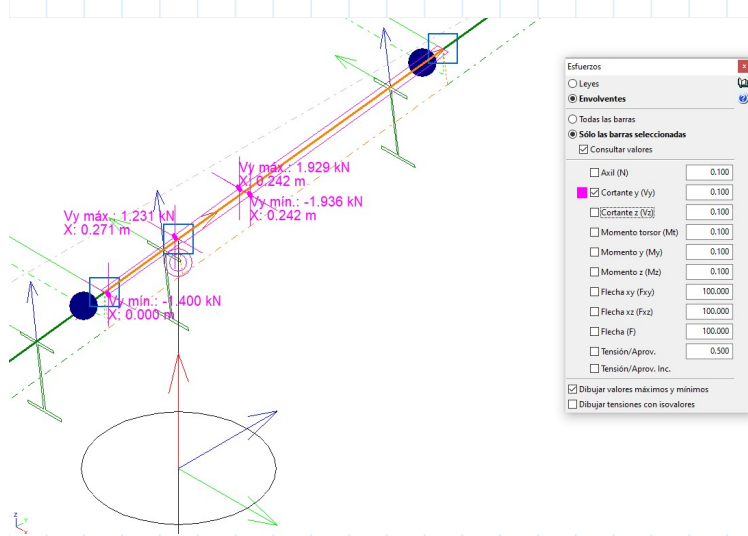 Vy máx.: 1.929 kN
X: 0.242 m
Vy mín.: -1.936 kN
X: 0.242 m
Vy máx.: 1.231 kN
X: 0.271 m
Vy mín.: -1.400 kN
X: 0.000 m
Esfuerzos
x
Leyes
Envolventes
?
Todas las barras
Sólo las barras seleccionadas
Consultar valores
Axil (N) 0.100
Cortante y (Vy) 0.100
Cortante z (Vz) 0.100
Momento torsor (Mt) 0.100
Momento y (My) 0.100
Momento z (Mz) 0.100
Flecha xy (Fxy) 100.000
Flecha xz (Fxz) 100.000
Flecha (F) 100.000
Tensión/Aprov. 0.500
Tensión/Aprov. Inc.
Dibujar valores máximos y mínimos
Dibujar tensiones con isovalores
Z
Y
X